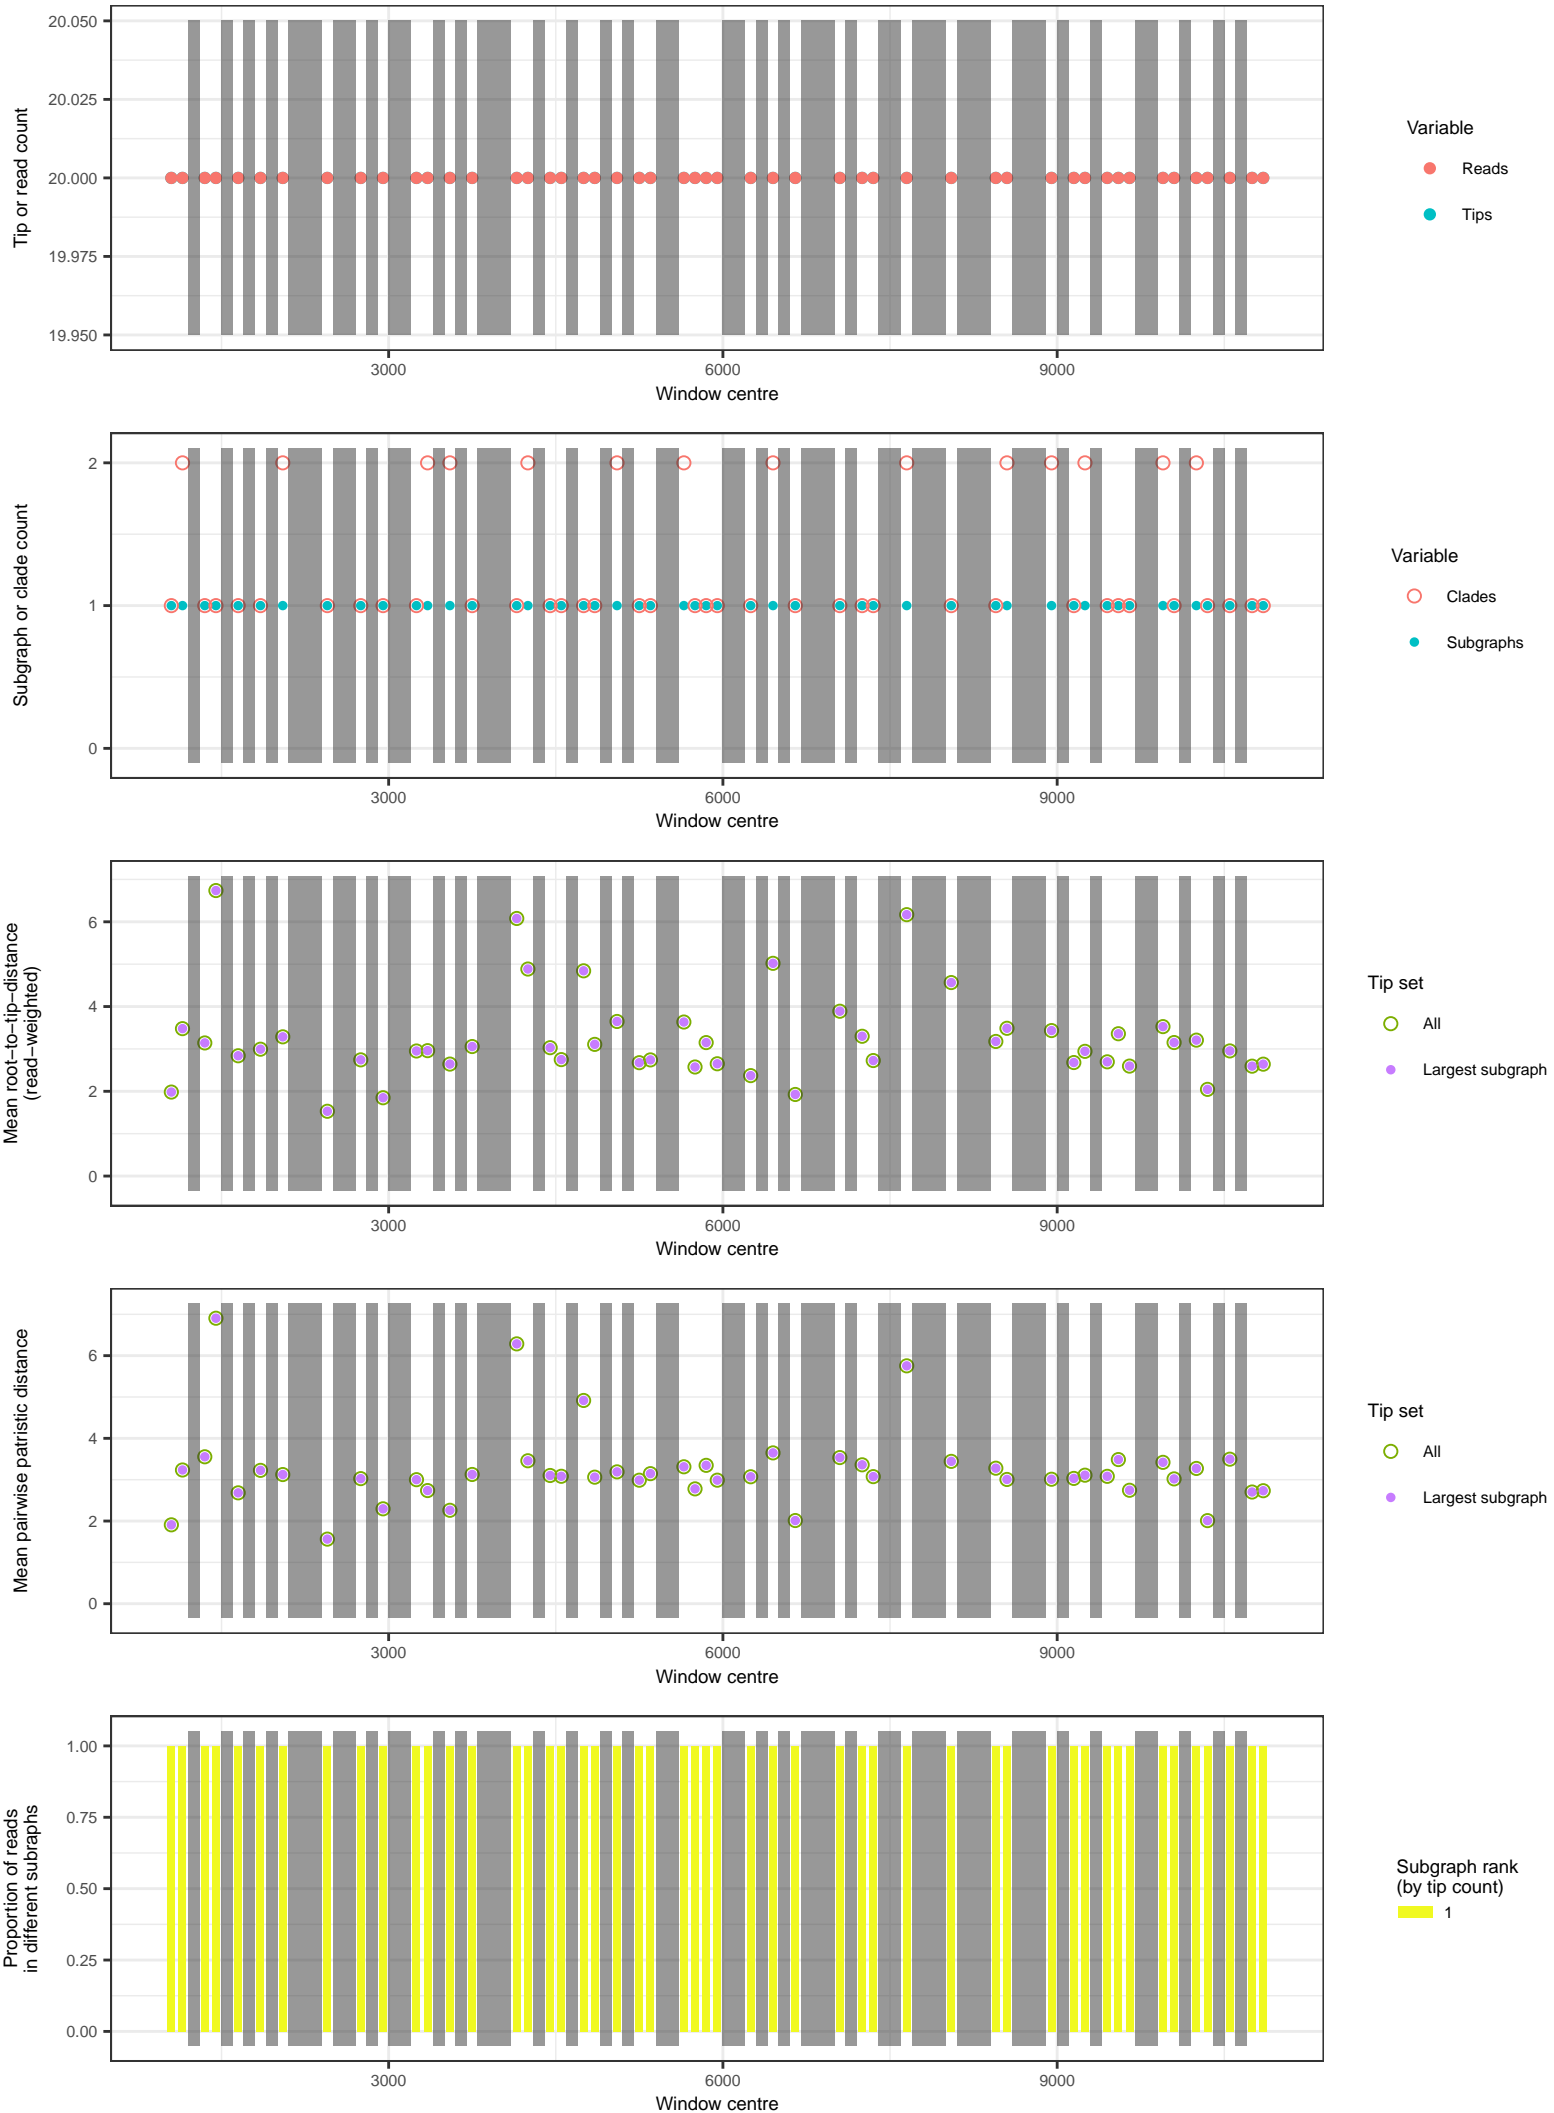 20.050
20.025
20.000
19.975
19.950
Tip or read count
3000
6000
9000
Window centre
Variable
Reads
Tips
2
1
0
Subgraph or clade count
3000
6000
9000
Window centre
Variable
Clades
Subgraphs
6
4
2
0
Mean root−to−tip−distance
(read−weighted)
3000
6000
9000
Window centre
Tip set
All
Largest subgraph
6
4
2
0
Mean pairwise patristic distance
3000
6000
9000
Window centre
Tip set
All
Largest subgraph
1.00
0.75
0.50
0.25
0.00
Proportion of reads
in different subraphs
3000
6000
9000
Window centre
Subgraph rank
(by tip count)
1